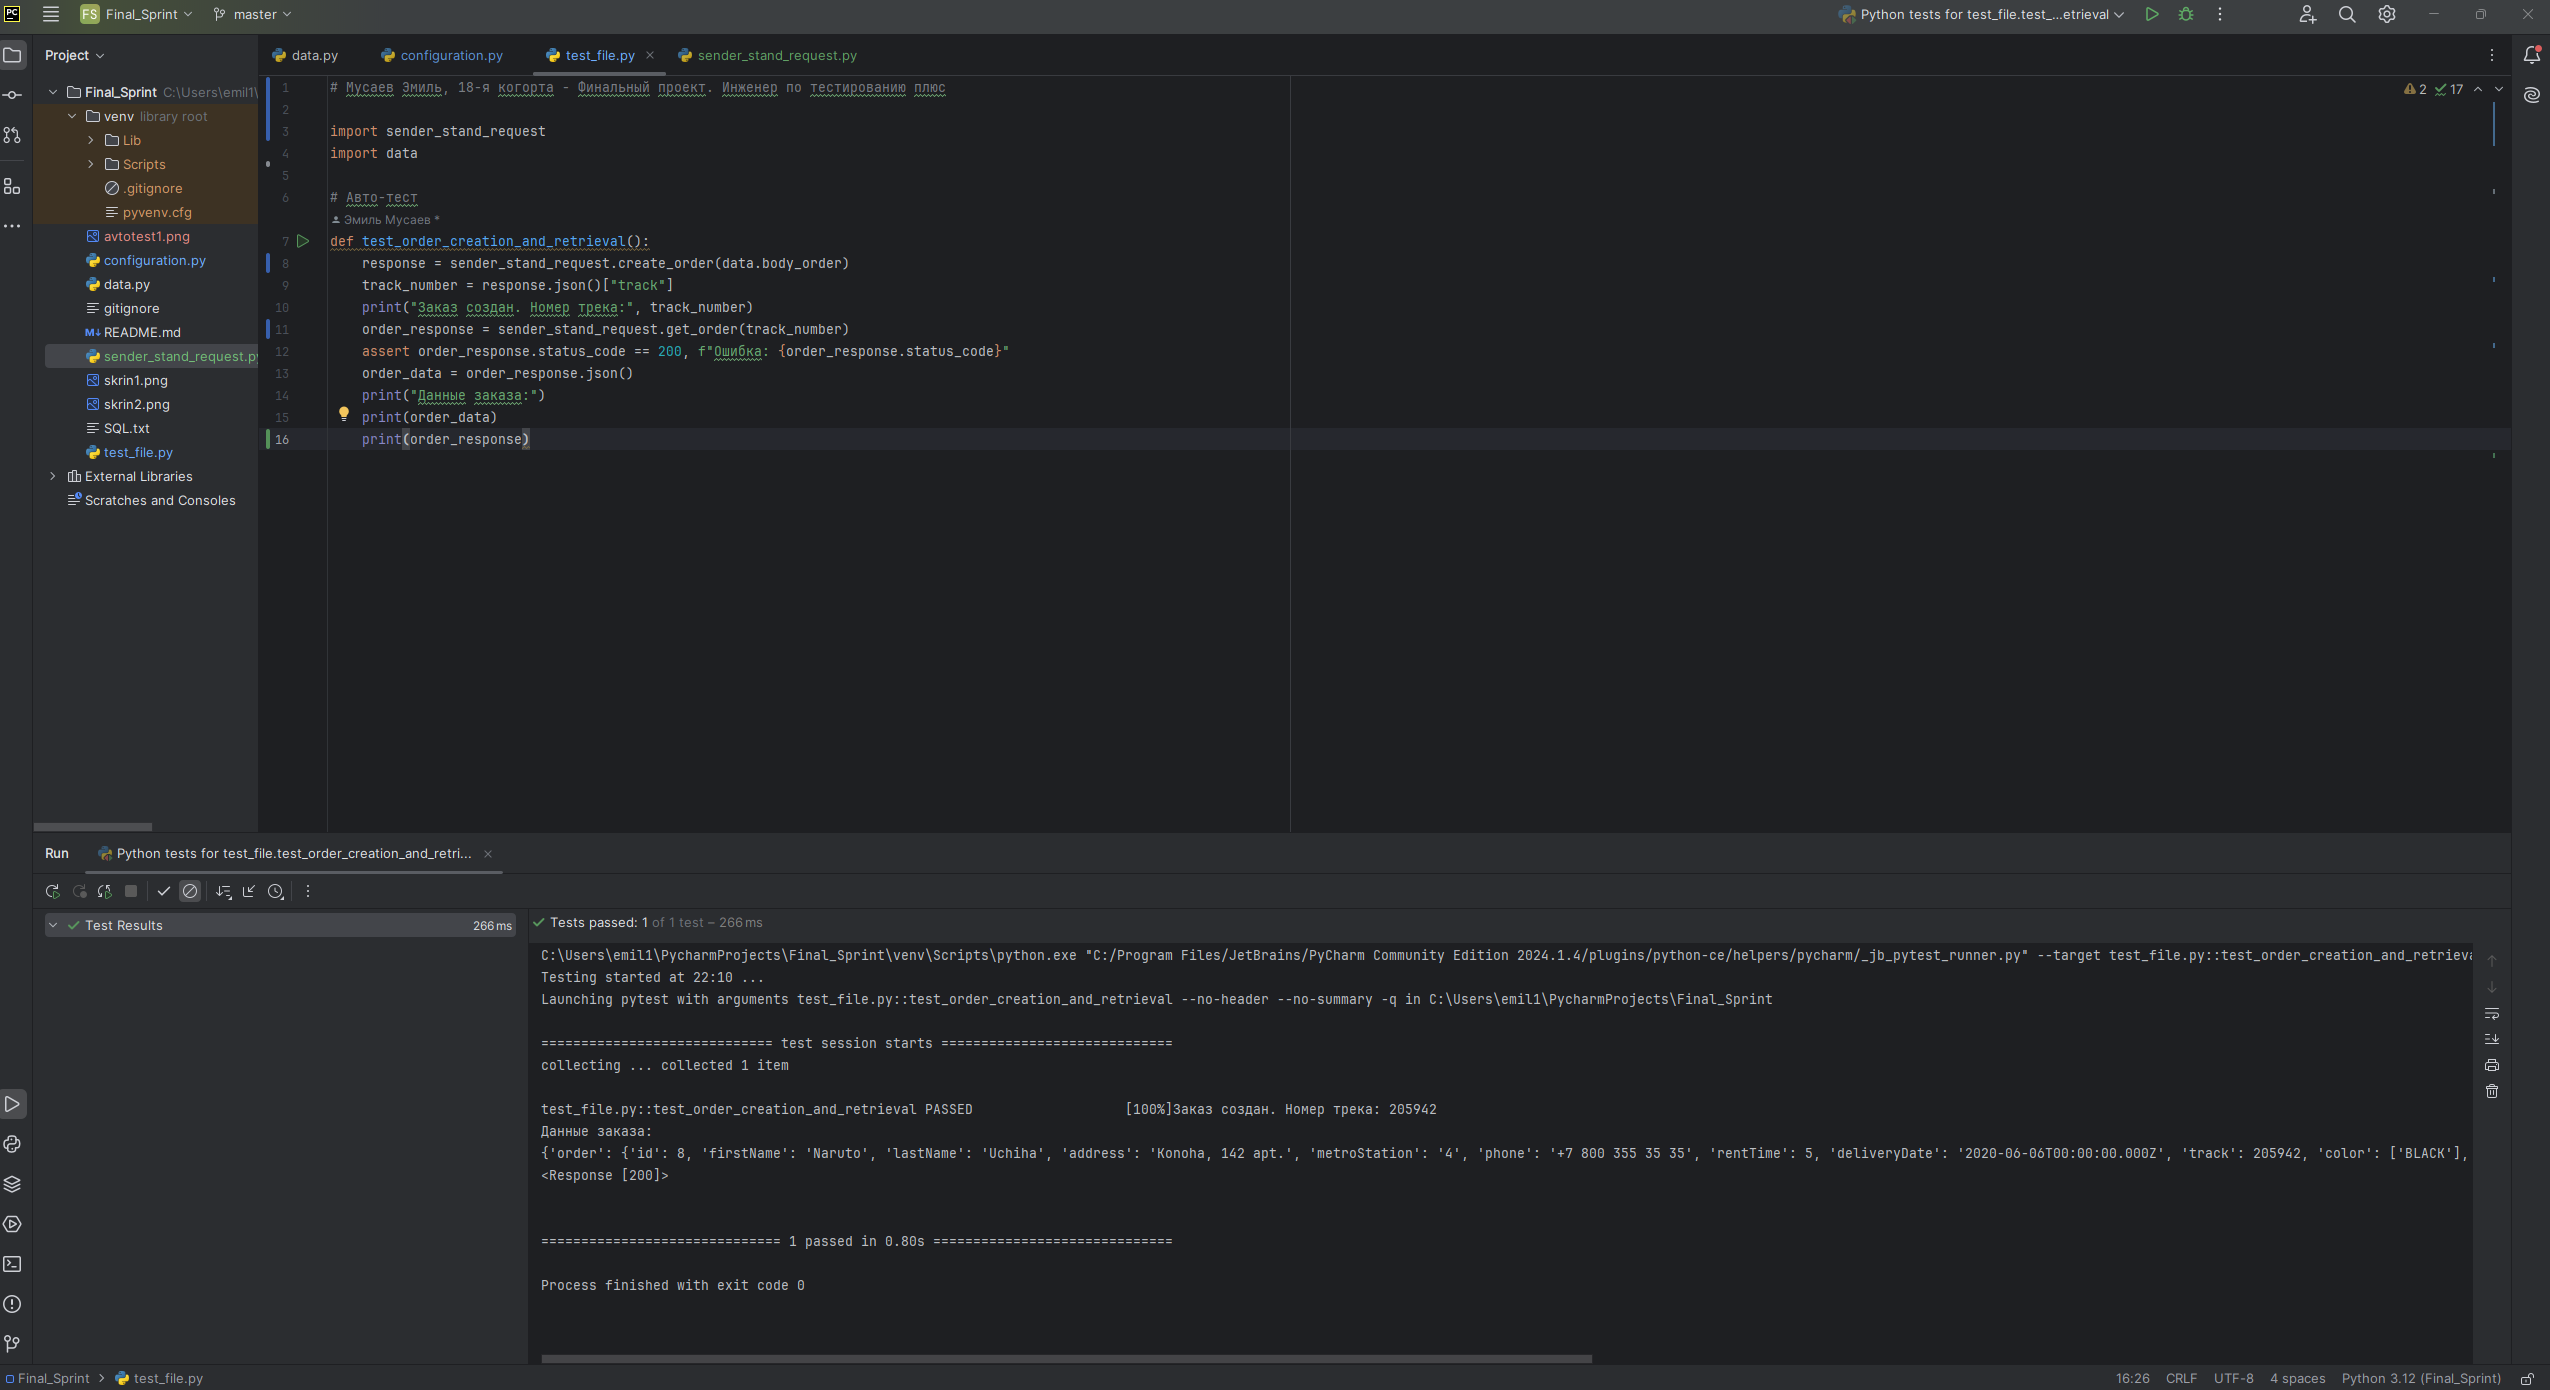 PC FS Final_Sprint master Python tests for test_file.test_...etrieval
Project
data.py configuration.py test_file.py sender_stand_request.py
Final_Sprint C:\Users\emil1\
venv library root
Lib
Scripts
.gitignore
pyvenv.cfg
avtotest1.png
configuration.py
data.py
gitignore
README.md
sender_stand_request.py
skrin1.png
skrin2.png
SQL.txt
test_file.py
External Libraries
Scratches and Consoles
2 17
1 # Мусаев Эмиль, 18-я когорта - Финальный проект. Инженер по тестированию плюс
2
3 import sender_stand_request
4 import data
5
6 # Авто-тест
Эмиль Мусаев *
7 def test_order_creation_and_retrieval():
8 response = sender_stand_request.create_order(data.body_order)
9 track_number = response.json()["track"]
10 print("Заказ создан. Номер трека:", track_number)
11 order_response = sender_stand_request.get_order(track_number)
12 assert order_response.status_code == 200, f"Ошибка: {order_response.status_code}"
13 order_data = order_response.json()
14 print("Данные заказа:")
15 print(order_data)
16 print(order_response)
Run Python tests for test_file.test_order_creation_and_retri...
Test Results 266 ms
Tests passed: 1 of 1 test – 266 ms
C:\Users\emil1\PycharmProjects\Final_Sprint\venv\Scripts\python.exe "C:/Program Files/JetBrains/PyCharm Community Edition 2024.1.4/plugins/python-ce/helpers/pycharm/_jb_pytest_runner.py" --target test_file.py::test_order_creation_and_retrieva
Testing started at 22:10 ...
Launching pytest with arguments test_file.py::test_order_creation_and_retrieval --no-header --no-summary -q in C:\Users\emil1\PycharmProjects\Final_Sprint
============================= test session starts =============================
collecting ... collected 1 item
test_file.py::test_order_creation_and_retrieval PASSED [100%]Заказ создан. Номер трека: 205942
Данные заказа:
{'order': {'id': 8, 'firstName': 'Naruto', 'lastName': 'Uchiha', 'address': 'Konoha, 142 apt.', 'metroStation': '4', 'phone': '+7 800 355 35 35', 'rentTime': 5, 'deliveryDate': '2020-06-06T00:00:00.000Z', 'track': 205942, 'color': ['BLACK'],
<Response [200]>
============================== 1 passed in 0.80s ==============================
Process finished with exit code 0
Final_Sprint > test_file.py 16:26 CRLF UTF-8 4 spaces Python 3.12 (Final_Sprint)